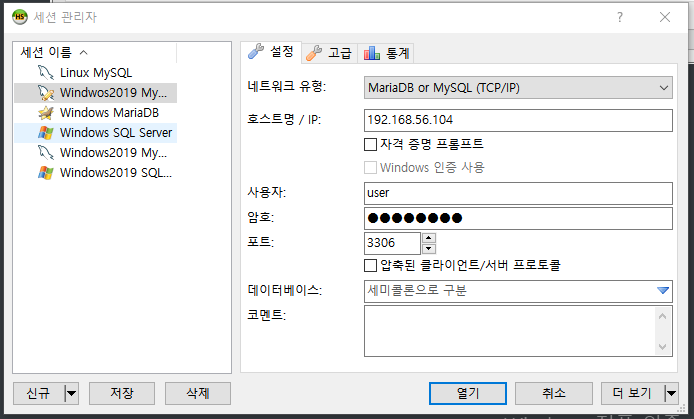 세션 관리자
세션 이름
Linux MySQL
Windwos2019 My...
Windows MariaDB
Windows SQL Server
Windows2019 My...
Windows2019 SQL...
설정 고급 통계
네트워크 유형: MariaDB or MySQL (TCP/IP)
호스트명 / IP: 192.168.56.104
자격 증명 프롬프트
Windows 인증 사용
사용자: user
암호: ●●●●●●●●
포트: 3306
압축된 클라이언트/서버 프로토콜
데이터베이스: 세미콜론으로 구분
코멘트:
신규 저장 삭제 열기 취소 더 보기